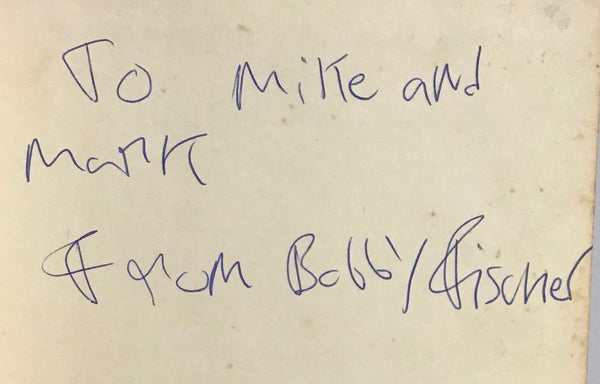 To Mike and
Mark
From Bobby Fischer